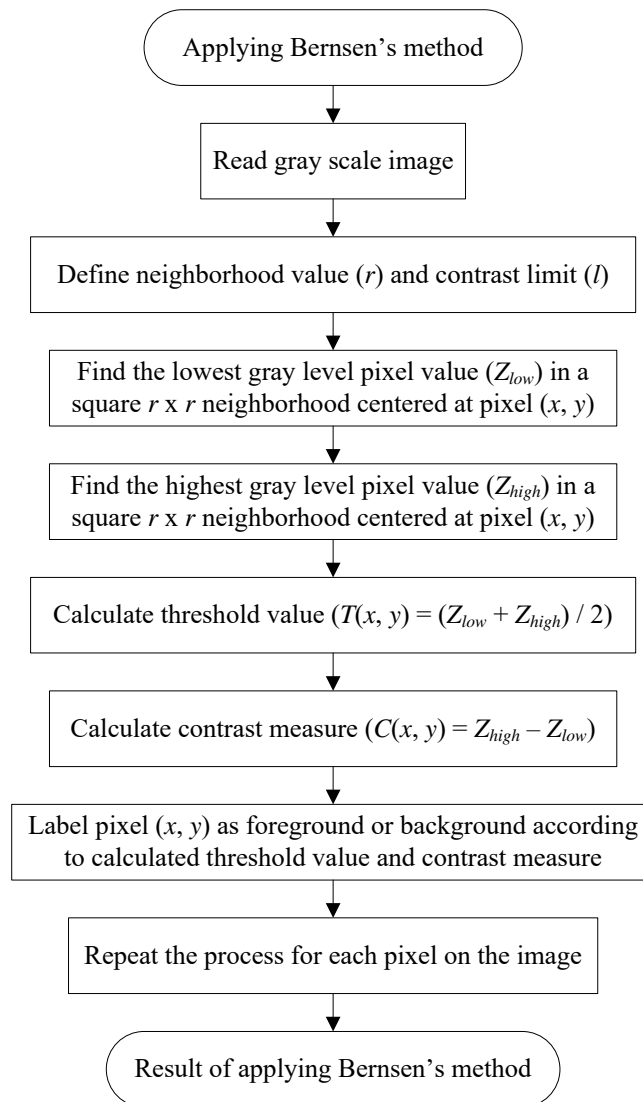 Applying Bernsen’s method
Read gray scale image
Define neighborhood value (r) and contrast limit (l)
Find the lowest gray level pixel value (Zlow) in a
square r x r neighborhood centered at pixel (x, y)
Find the highest gray level pixel value (Zhigh) in a
square r x r neighborhood centered at pixel (x, y)
Calculate threshold value (T(x, y) = (Zlow + Zhigh) / 2)
Calculate contrast measure (C(x, y) = Zhigh – Zlow)
Label pixel (x, y) as foreground or background according
to calculated threshold value and contrast measure
Repeat the process for each pixel on the image
Result of applying Bernsen’s method